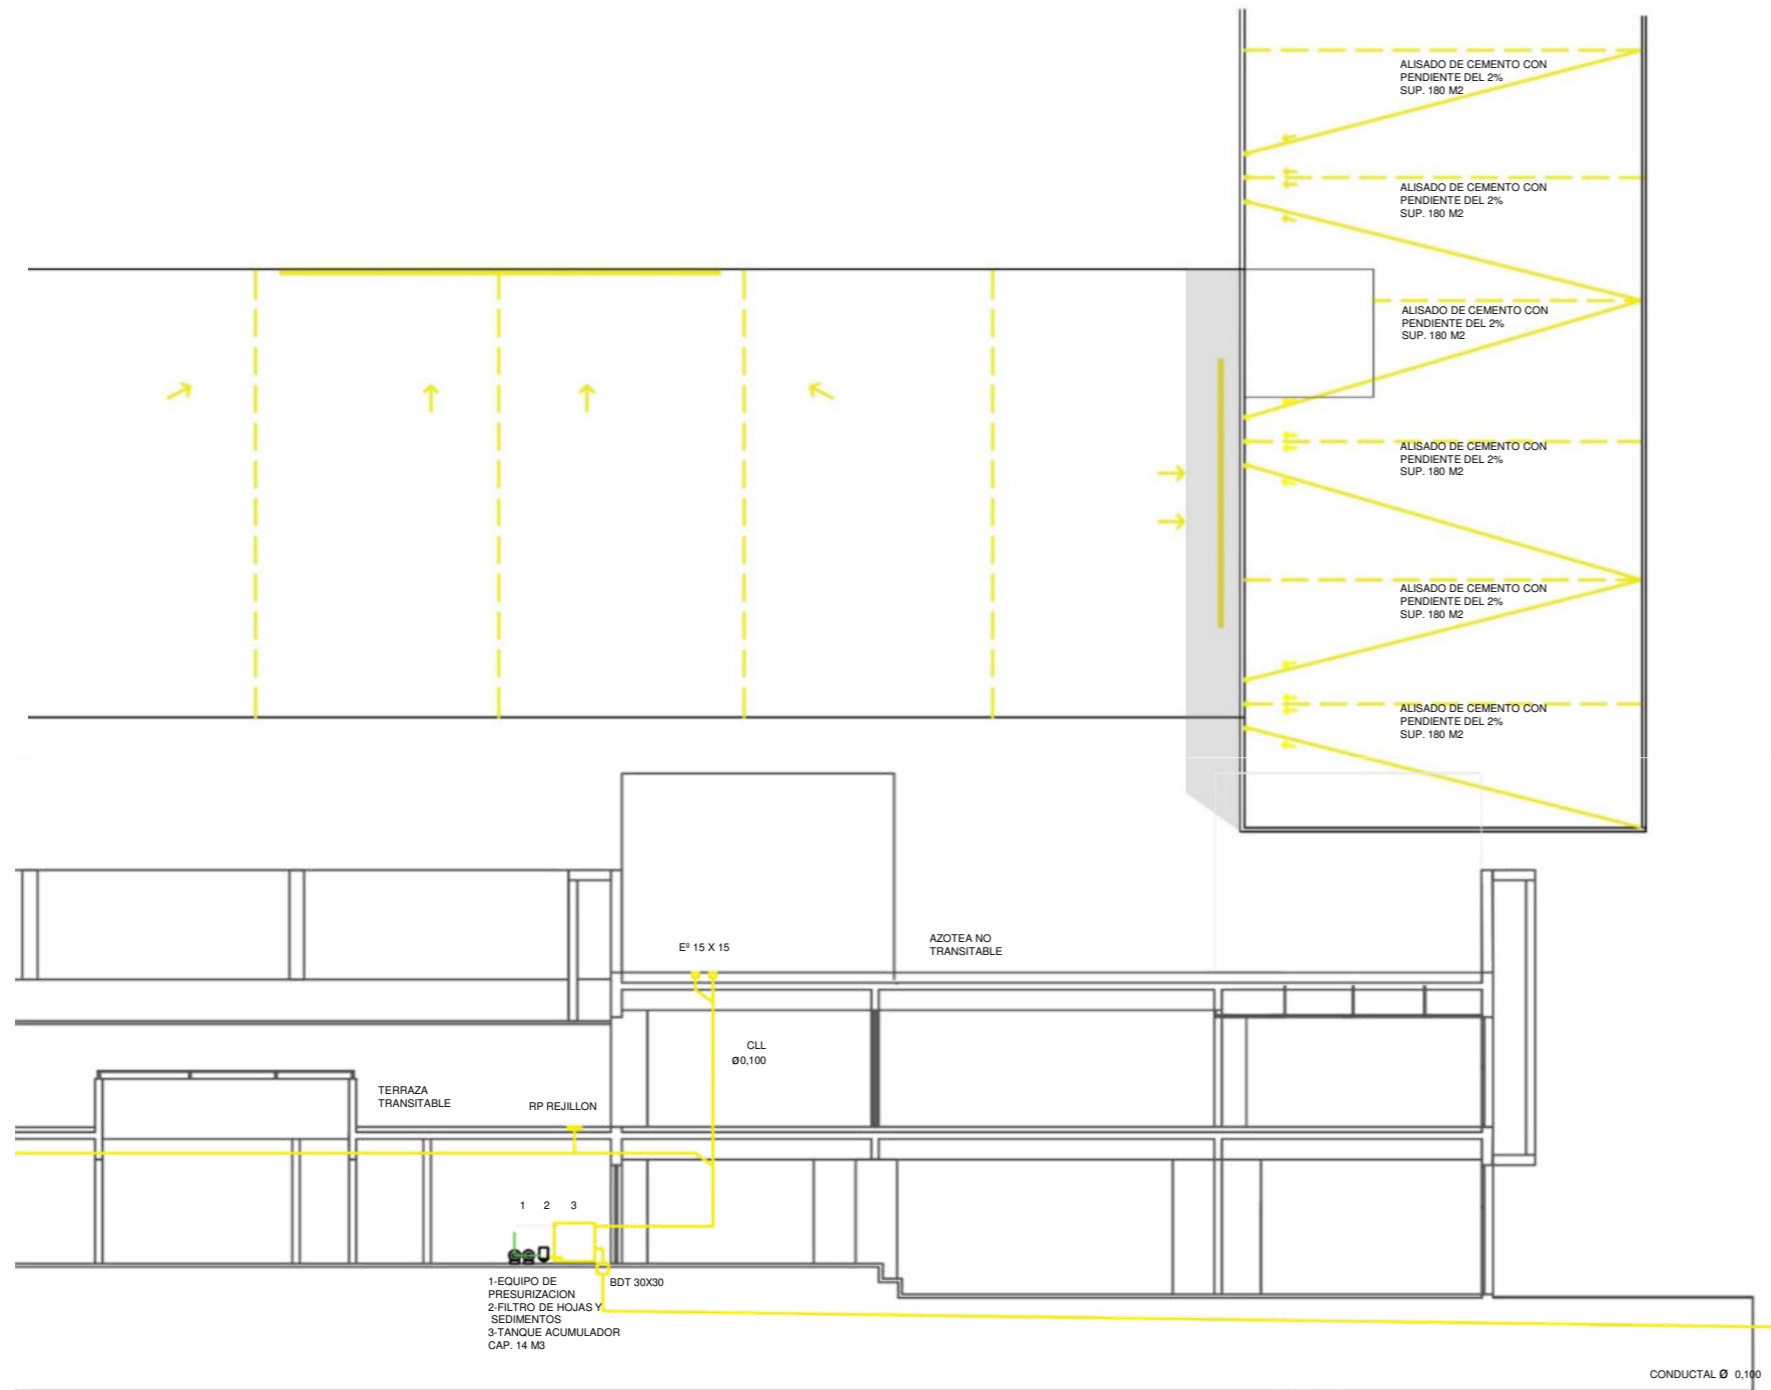 ALISADO DE CEMENTO CON
PENDIENTE DEL 2%
SUP. 180 M2
ALISADO DE CEMENTO CON
PENDIENTE DEL 2%
SUP. 180 M2
ALISADO DE CEMENTO CON
PENDIENTE DEL 2%
SUP. 180 M2
ALISADO DE CEMENTO CON
PENDIENTE DEL 2%
SUP. 180 M2
ALISADO DE CEMENTO CON
PENDIENTE DEL 2%
SUP. 180 M2
ALISADO DE CEMENTO CON
PENDIENTE DEL 2%
SUP. 180 M2
Eº 15 X 15
AZOTEA NO
TRANSITABLE
CLL
Ø0,100
TERRAZA
TRANSITABLE
RP REJILLON
1 2 3
1-EQUIPO DE
PRESURIZACION
2-FILTRO DE HOJAS Y
SEDIMENTOS
3-TANQUE ACUMULADOR
CAP. 14 M3
BDT 30X30
CONDUCTAL Ø 0,100